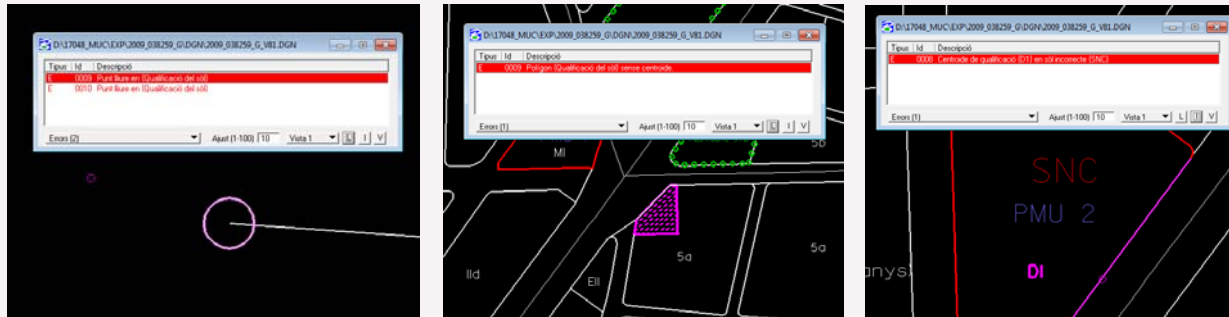 D:\17048_MUC\EXP\2009_038259_G\DGN\2009_038259_G_V81.DGN
Tipus Id Descripció
E 0009 Punt lliure en (Qualificació del sòl)
E 0010 Punt lliure en (Qualificació del sòl)
Errors (2) Ajust (1-100) 10 Vista 1 L I V
D:\17048_MUC\EXP\2009_038259_G\DGN\2009_038259_G_V81.DGN
Tipus Id Descripció
E 0009 Polígon (Qualificació del sòl) sense centroide.
Errors (1) Ajust (1-100) 10 Vista 1 L I V
MI
5b
5a
5a
IId
EII
D:\17048_MUC\EXP\2009_038259_G\DGN\2009_038259_G_V81.DGN
Tipus Id Descripció
E 0008 Centroide de qualificació (D1) en sòl incorrecte (SNC)
Errors (1) Ajust (1-100) 10 Vista 1 L I V
SNC
PMU 2
D1
anys